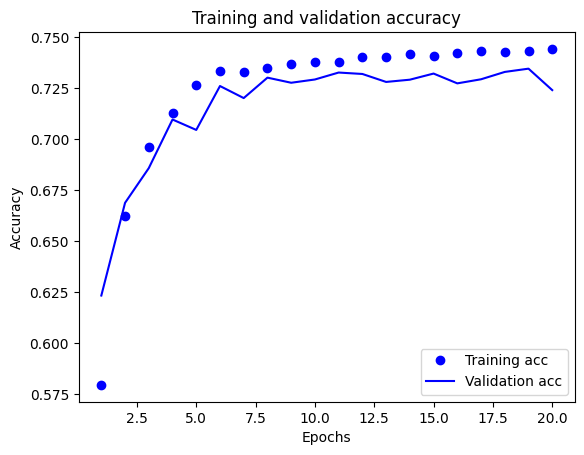 Training and validation accuracy
0.750
0.725
0.700
0.675
0.650
0.625
0.600
0.575
Accuracy
Training acc
Validation acc
2.5 5.0 7.5 10.0 12.5 15.0 17.5 20.0
Epochs